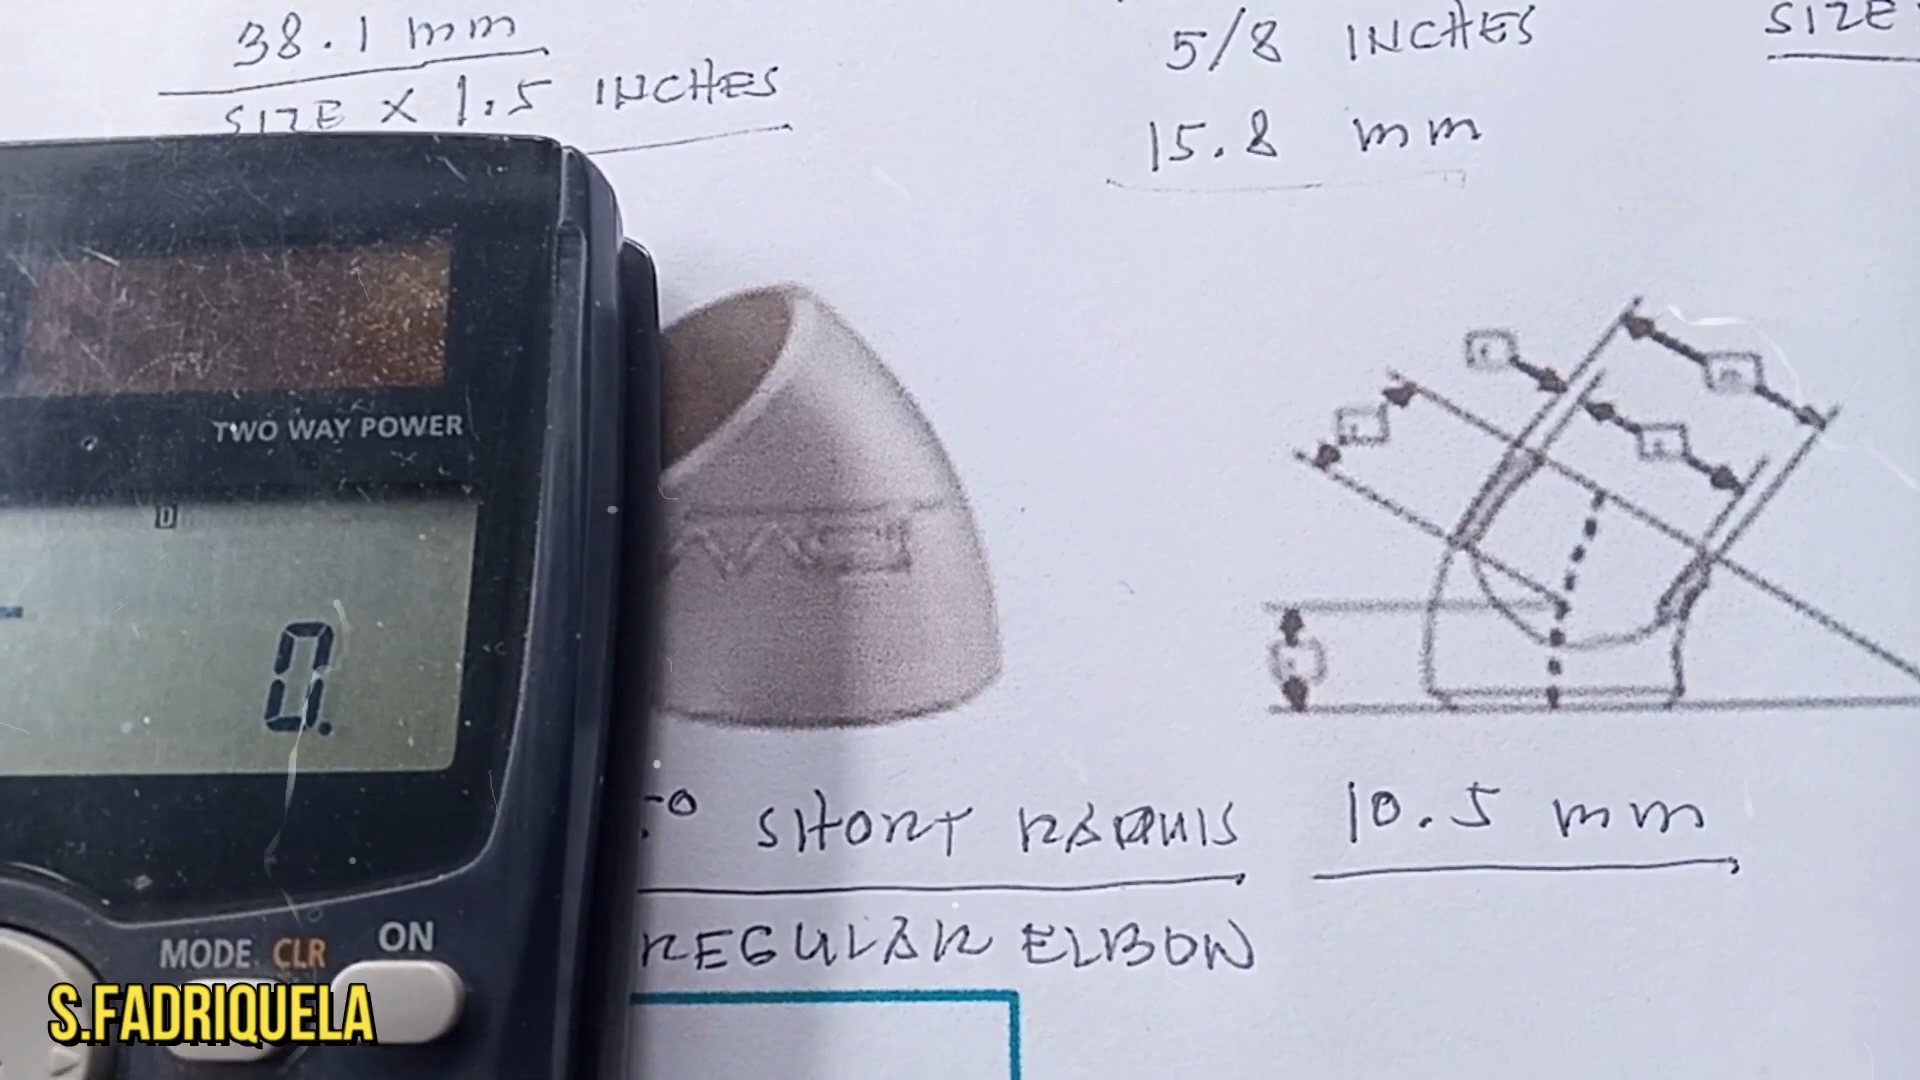 38.1 mm
SIZE X 1.5 INCHES
5/8 INCHES
15.8 mm
SIZE
TWO WAY POWER
D
0.
° SHORT RADIUS
10.5 mm
REGULAR ELBOW
MODE CLR
ON
S.FADRIQUELA